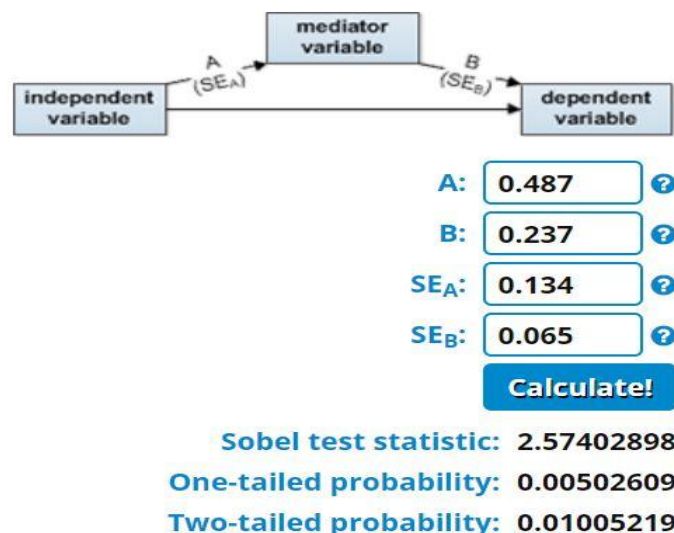 mediator
variable
A
(SEA)
B
(SEB)
independent
variable
dependent
variable
A: 0.487 ?
B: 0.237 ?
SEA: 0.134 ?
SEB: 0.065 ?
Calculate!
Sobel test statistic: 2.57402898
One-tailed probability: 0.00502609
Two-tailed probability: 0.01005219